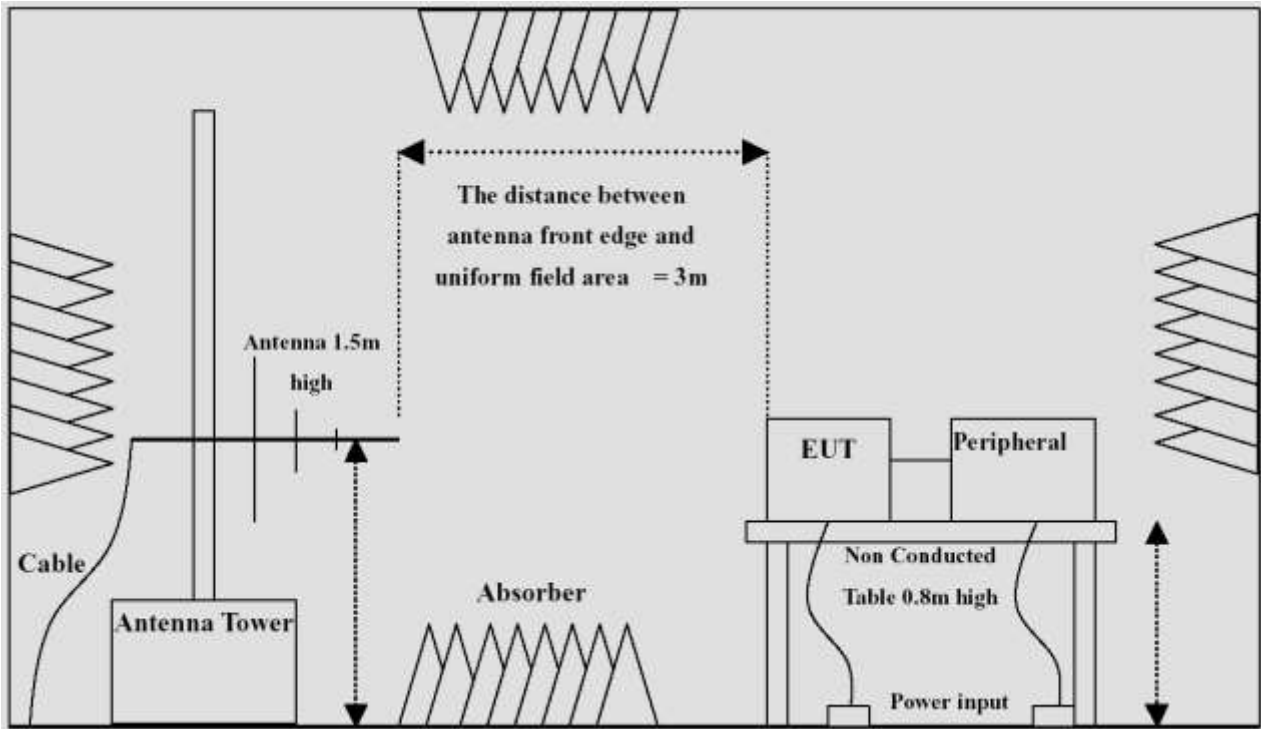 The distance between
antenna front edge and
uniform field area = 3m
Antenna 1.5m
high
EUT
Peripheral
Cable
Non Conducted
Table 0.8m high
Absorber
Antenna Tower
Power input